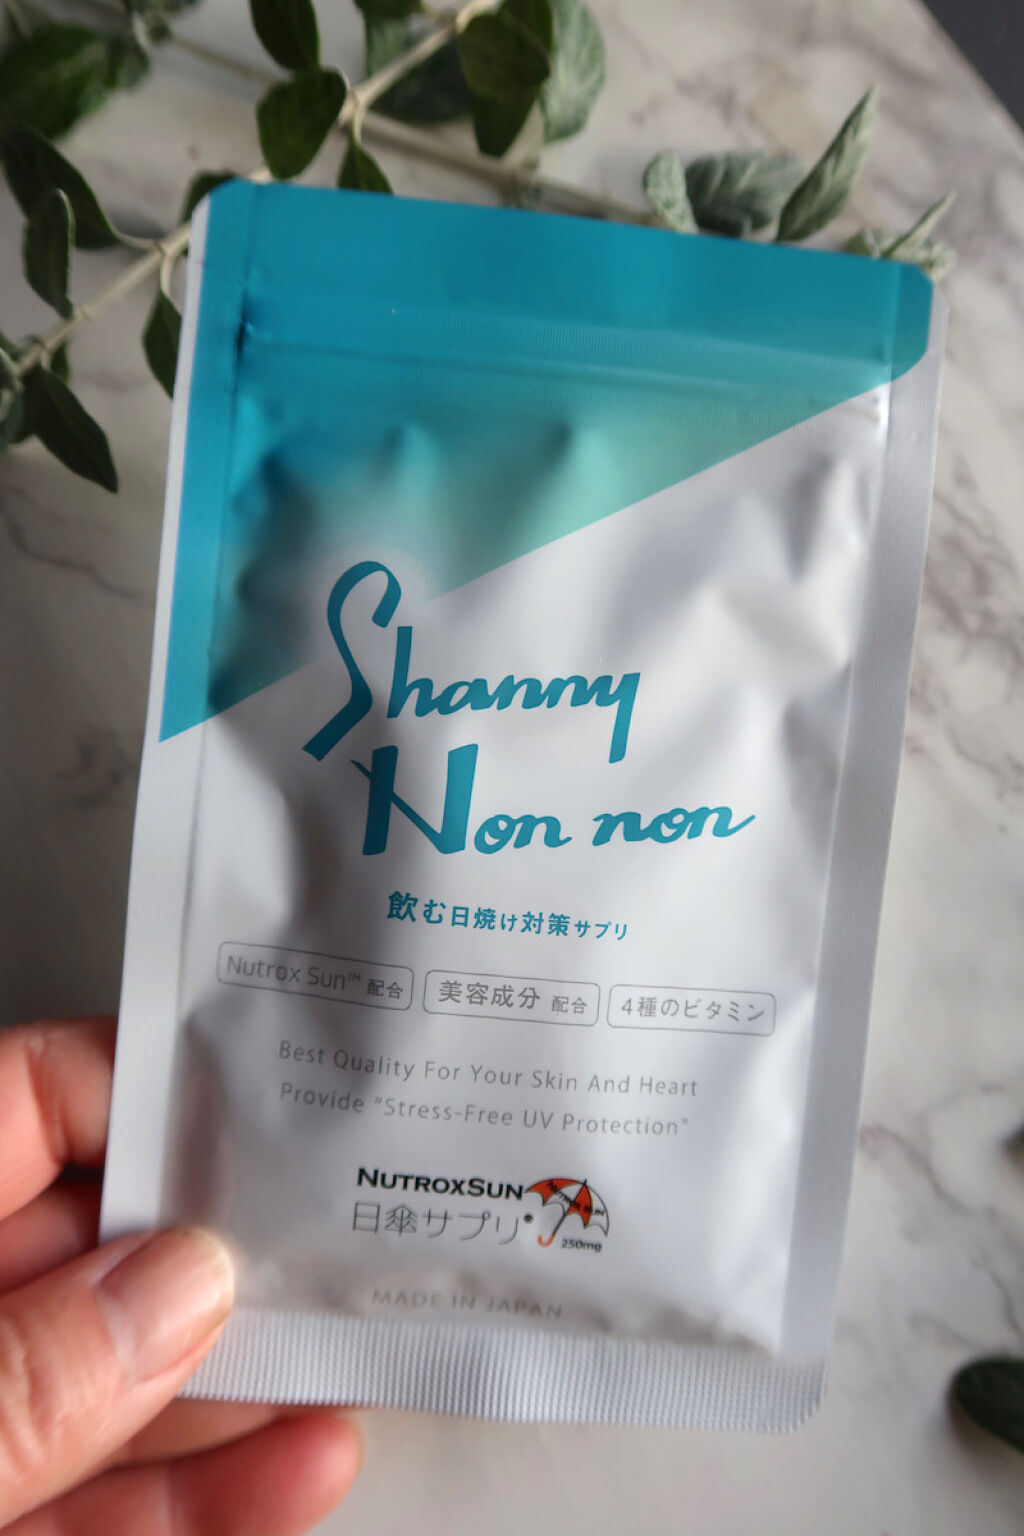 Shanny
Non non
飲む日焼け対策サプリ
Nutrox Sun™ 配合
美容成分 配合
4種のビタミン
Best Quality For Your Skin And Heart
Provide “Stress-Free UV Protection”
NUTROXSUN
日傘サプリ®
NUTROX SUN
250mg
MADE IN JAPAN